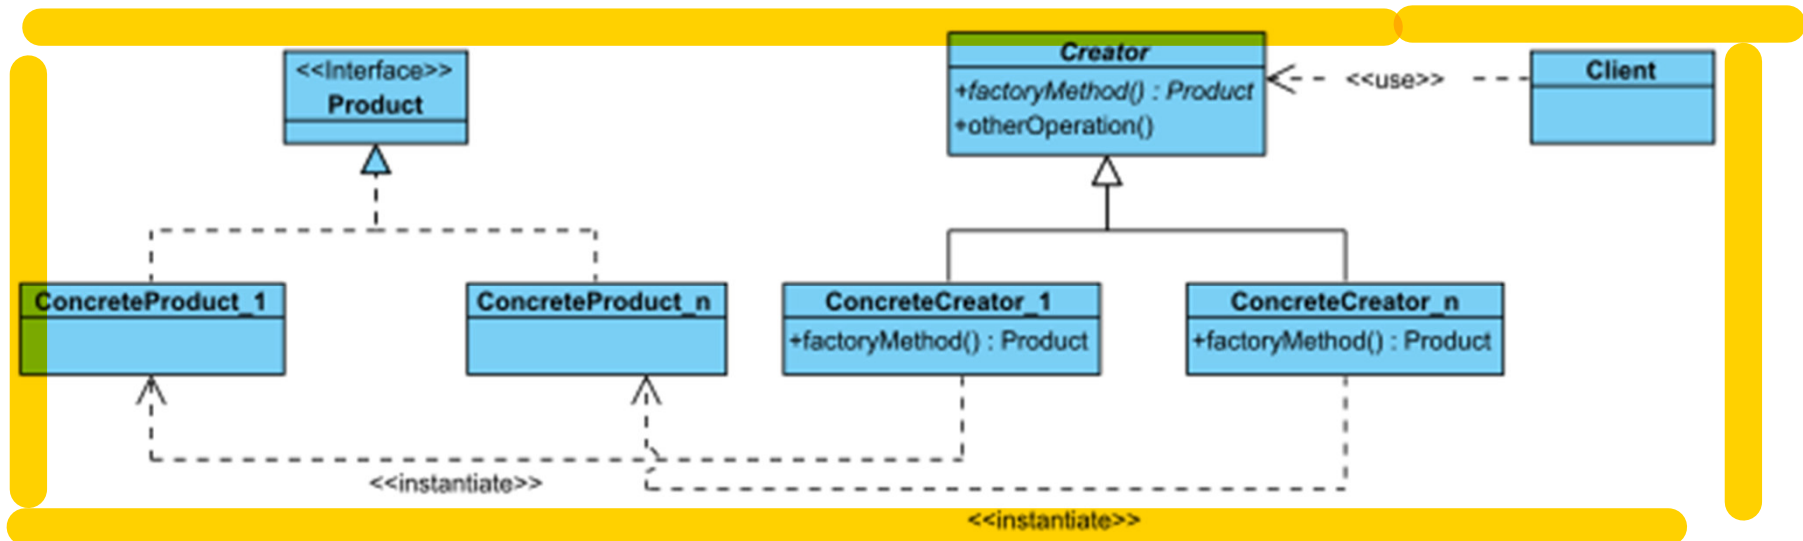 <<Interface>>
Product
Creator
+factoryMethod() : Product
+otherOperation()
<<use>>
Client
ConcreteProduct_1
ConcreteProduct_n
ConcreteCreator_1
+factoryMethod() : Product
ConcreteCreator_n
+factoryMethod() : Product
<<instantiate>>
<<instantiate>>